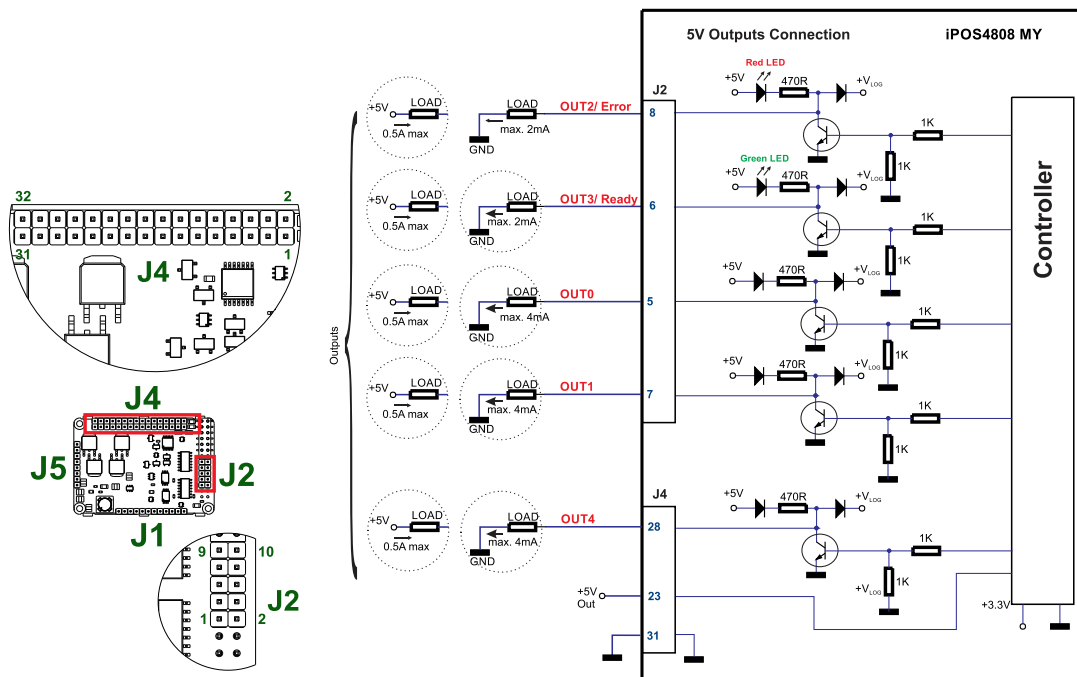 5V Outputs Connection
iPOS4808 MY
Red LED
+5V
470R
+VLOG
J2
+5V
LOAD
0.5A max
LOAD
max. 2mA
GND
OUT2/ Error
8
1K
1K
Green LED
+5V
470R
+VLOG
+5V
LOAD
0.5A max
LOAD
max. 2mA
GND
OUT3/ Ready
6
1K
1K
+5V
470R
+VLOG
+5V
LOAD
0.5A max
LOAD
max. 4mA
GND
OUT0
5
1K
1K
+5V
470R
+VLOG
+5V
LOAD
0.5A max
LOAD
max. 4mA
GND
OUT1
7
1K
1K
Controller
Outputs
J4
+5V
470R
+VLOG
+5V
LOAD
0.5A max
LOAD
max. 4mA
GND
OUT4
28
1K
1K
+VLOG
+5V
Out
23
31
+3.3V
32
2
31
1
J4
J4
J5
J2
J1
9
10
1
2
J2